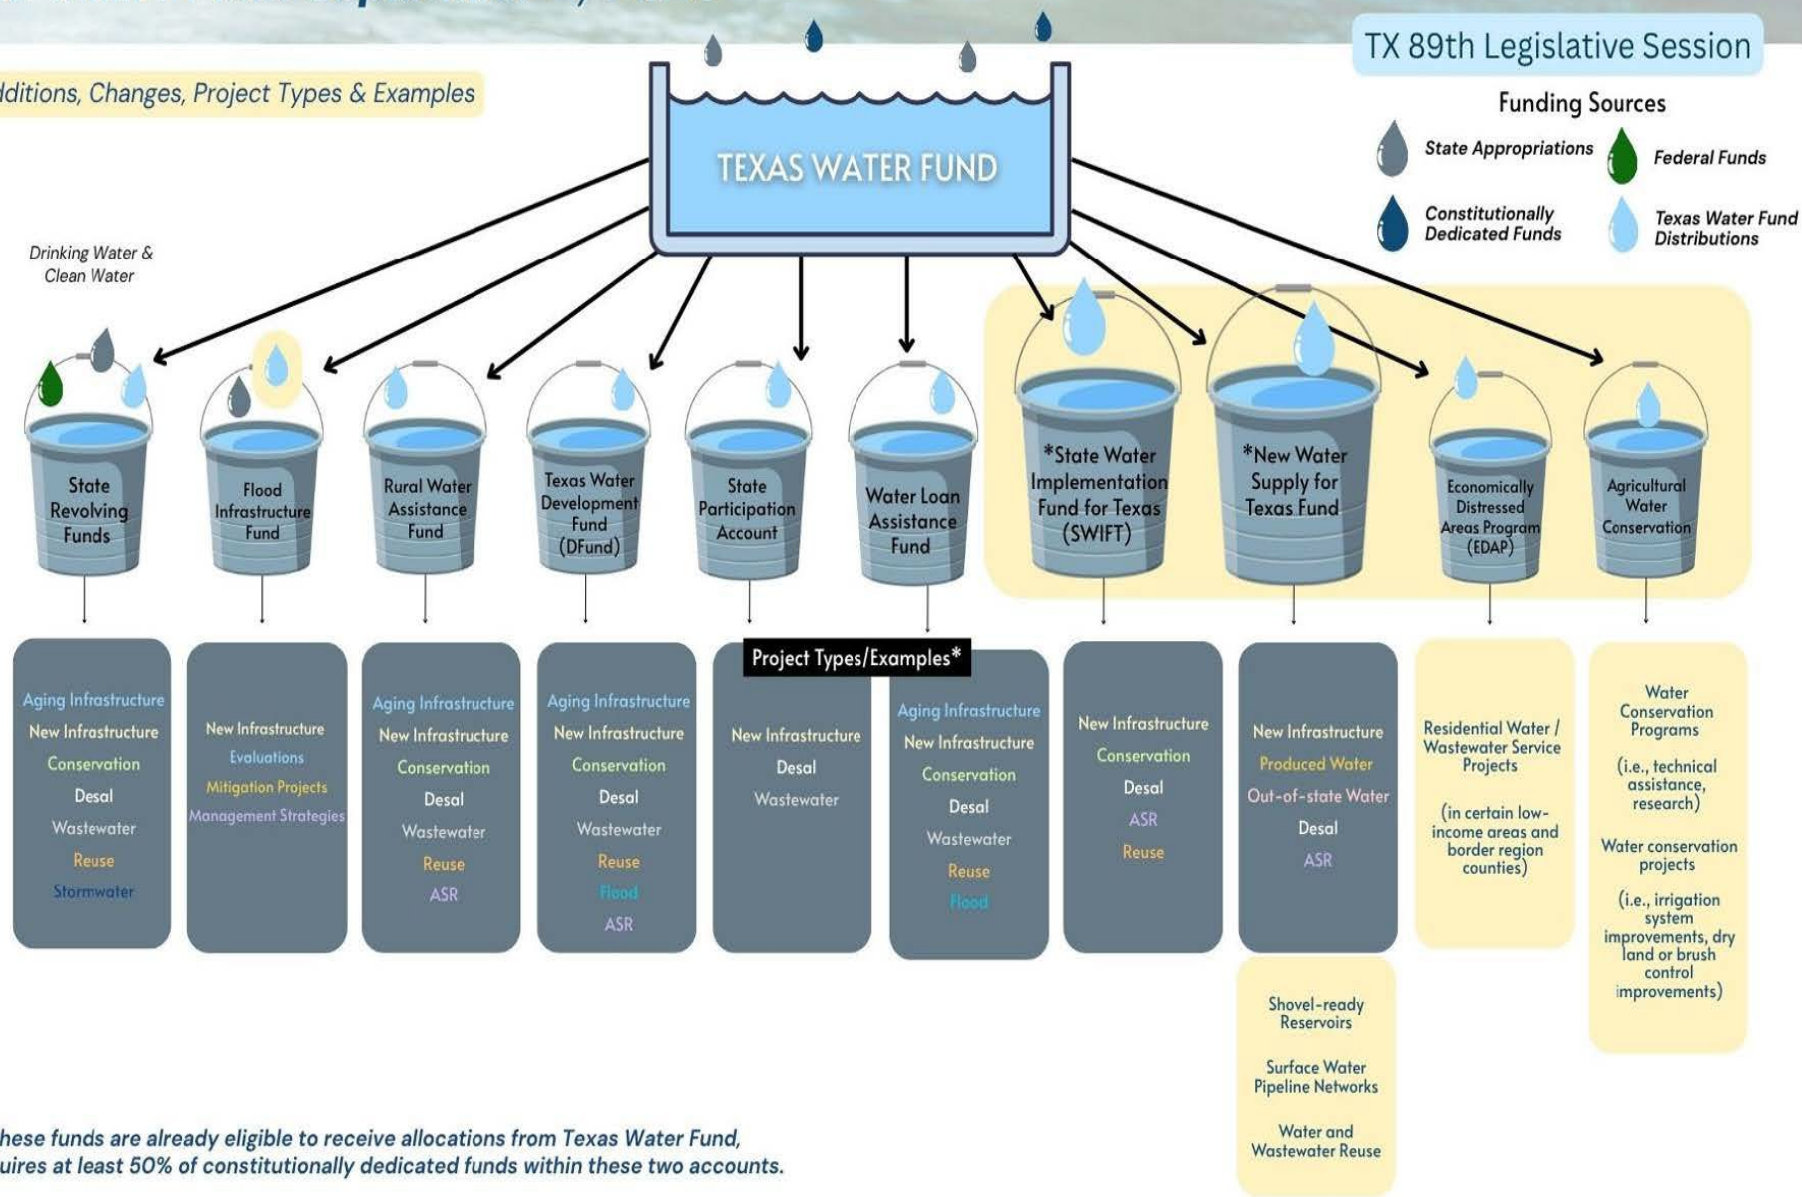 TX 89th Legislative Session
dditions, Changes, Project Types & Examples
Funding Sources
State Appropriations
Federal Funds
Constitutionally
Dedicated Funds
Texas Water Fund
Distributions
TEXAS WATER FUND
Drinking Water &
Clean Water
State
Revolving
Funds
Flood
Infrastructure
Fund
Rural Water
Assistance
Fund
Texas Water
Development
Fund
(DFund)
State
Participation
Account
Water Loan
Assistance
Fund
*State Water
Implementation
Fund for Texas
(SWIFT)
*New Water
Supply for
Texas Fund
Economically
Distressed
Areas Program
(EDAP)
Agricultural
Water
Conservation
Project Types/Examples*
Aging Infrastructure
New Infrastructure
Conservation
Desal
Wastewater
Reuse
Stormwater
New Infrastructure
Evaluations
Mitigation Projects
Management Strategies
Aging Infrastructure
New Infrastructure
Conservation
Desal
Wastewater
Reuse
ASR
Aging Infrastructure
New Infrastructure
Conservation
Desal
Wastewater
Reuse
Flood
ASR
New Infrastructure
Desal
Wastewater
Aging Infrastructure
New Infrastructure
Conservation
Desal
Wastewater
Reuse
Flood
New Infrastructure
Conservation
Desal
ASR
Reuse
New Infrastructure
Produced Water
Out-of-state Water
Desal
ASR
Shovel-ready
Reservoirs
Surface Water
Pipeline Networks
Water and
Wastewater Reuse
Residential Water /
Wastewater Service
Projects
(in certain low-
income areas and
border region
counties)
Water
Conservation
Programs
(i.e., technical
assistance,
research)
Water conservation
projects
(i.e., irrigation
system
improvements, dry
land or brush
control
improvements)
hese funds are already eligible to receive allocations from Texas Water Fund,
uires at least 50% of constitutionally dedicated funds within these two accounts.